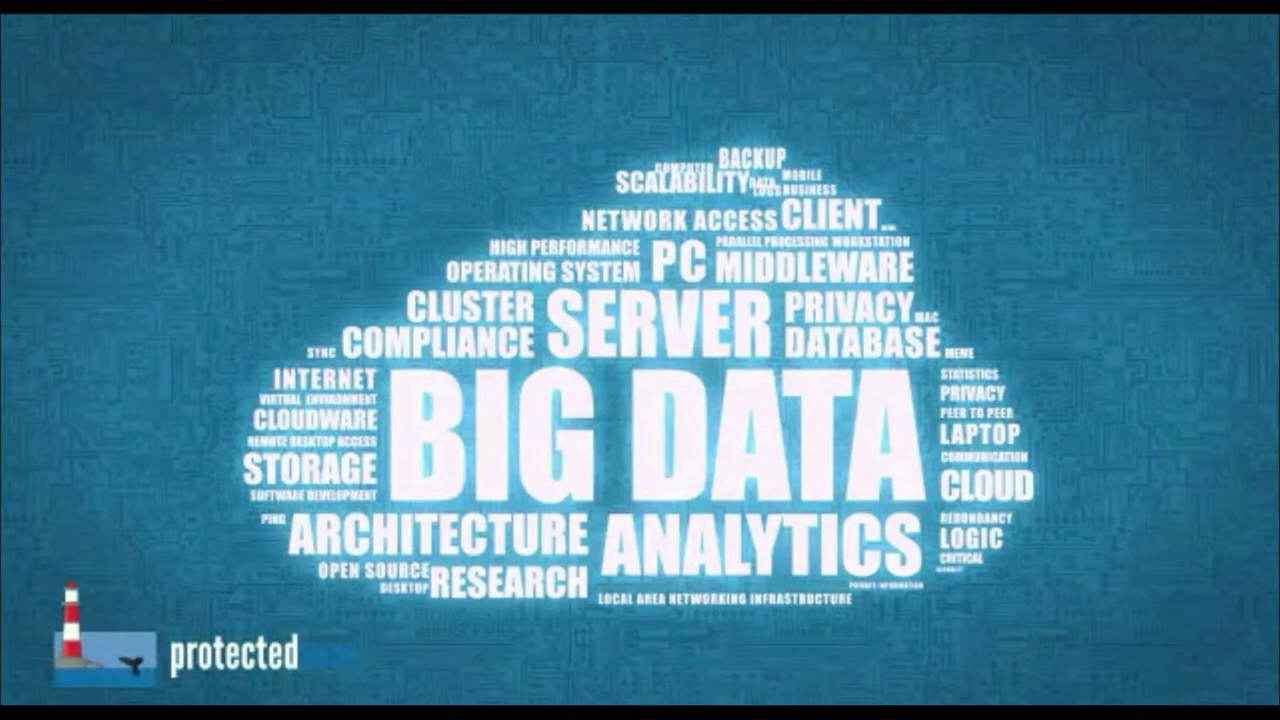 BACKUP
COMPUTER
SCALABILITY
DATA
LOGS
MOBILE
BUSINESS
NETWORK ACCESS
CLIENT..
HIGH PERFORMANCE
OPERATING SYSTEM
PC
PARALLEL PROCESSING WORKSTATION
MIDDLEWARE
CLUSTER
COMPLIANCE
SERVER
PRIVACY
MAC
DATABASE
SYNC
MEME
INTERNET
VIRTUAL ENVIRONMENT
CLOUDWARE
REMOTE DESKTOP ACCESS
STORAGE
SOFTWARE DEVELOPMENT
BIG DATA
STATISTICS
PRIVACY
PEER TO PEER
LAPTOP
COMMUNICATION
CLOUD
PING
ARCHITECTURE
ANALYTICS
REDUNDANCY
LOGIC
CRITICAL
OPEN SOURCE
DESKTOP
RESEARCH
PRIVATE INFORMATION
LOCAL AREA NETWORKING INFRASTRUCTURE
protected